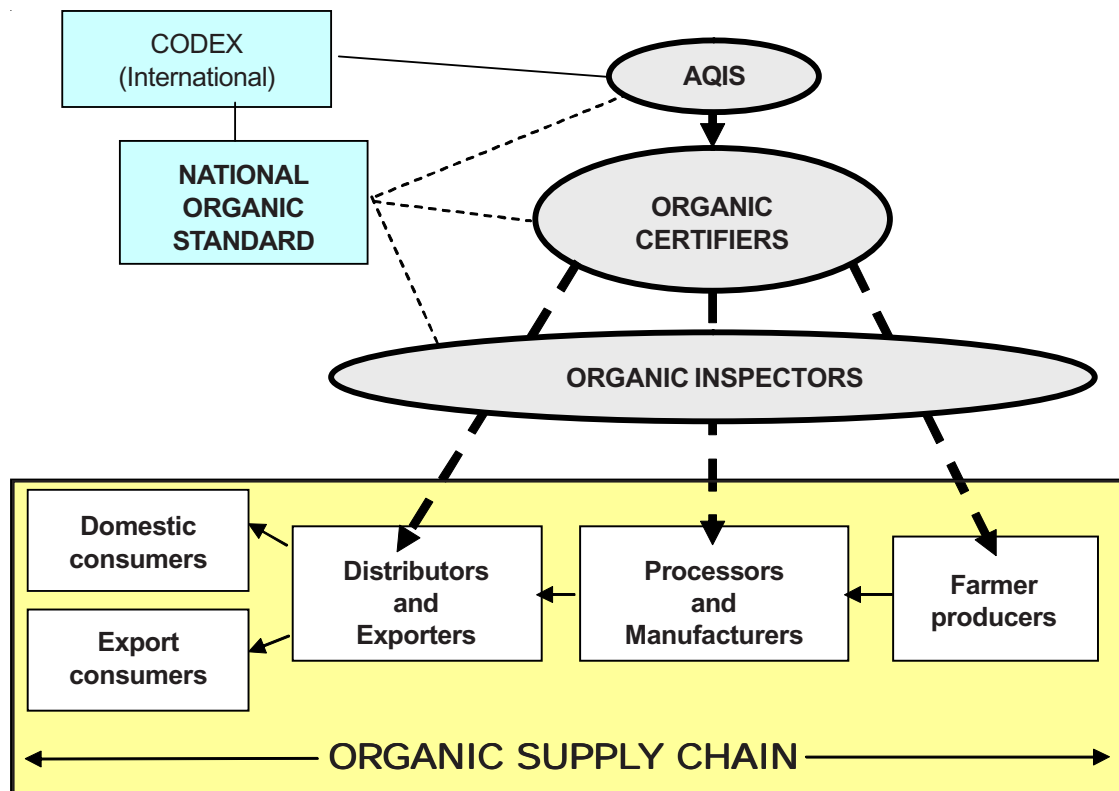 CODEX
(International)
AQIS
NATIONAL
ORGANIC
STANDARD
ORGANIC
CERTIFIERS
ORGANIC INSPECTORS
Domestic
consumers
Export
consumers
Distributors
and
Exporters
Processors
and
Manufacturers
Farmer
producers
ORGANIC SUPPLY CHAIN